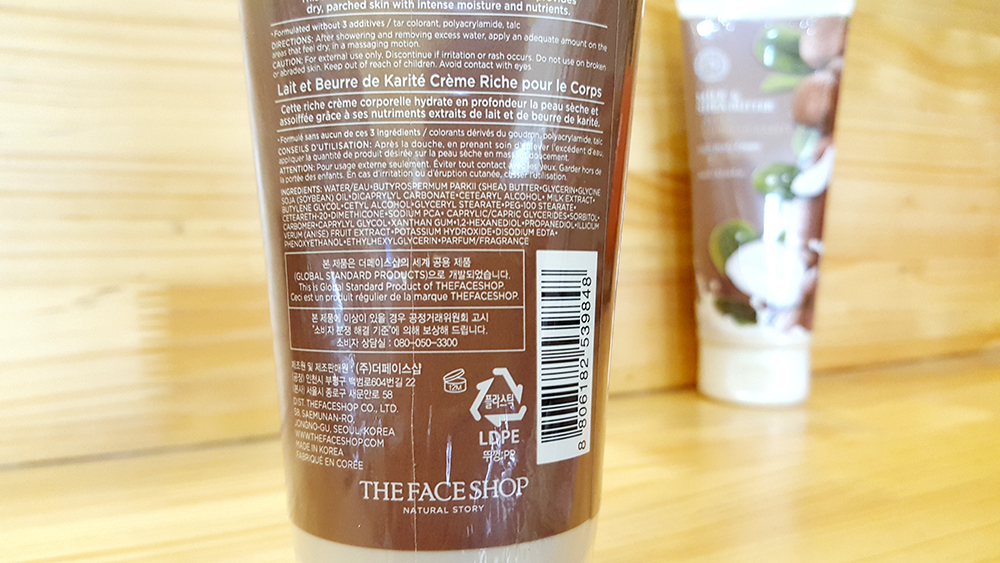 provides
dry, parched skin with intense moisture and nutrients.
*Formulated without 3 additives / tar colorant, polyacrylamide, talc
DIRECTIONS: After showering and removing excess water, apply an adequate amount on the
areas that feel dry, in a massaging motion.
CAUTION: For external use only. Discontinue if irritation or rash occurs. Do not use on broken
or abraded skin. Keep out of reach of children. Avoid contact with eyes.
Lait et Beurre de Karité Crème Riche pour le Corps
Cette riche crème corporelle hydrate en profondeur la peau sèche et
assoiffée grâce à ses nutriments extraits de lait et de beurre de karité.
*Formulé sans aucun de ces 3 ingrédients / colorants dérivés du goudron, polyacrylamide, talc
CONSEILS D'UTILISATION: Après la douche, en prenant soin d'enlever l'excédent d'eau,
appliquer la quantité de produit désirée sur la peau sèche en massant doucement.
ATTENTION: Pour usage externe seulement. Éviter tout contact avec les yeux. Garder hors de
la portée des enfants. En cas d'irritation ou d'éruption cutanée, cesser l'utilisation.
INGREDIENTS: WATER/EAU•BUTYROSPERMUM PARKII (SHEA) BUTTER•GLYCERIN•GLYCINE
SOJA (SOYBEAN) OIL•DICAPRYLYL CARBONATE•CETEARYL ALCOHOL• MILK EXTRACT•
BUTYLENE GLYCOL•CETYL ALCOHOL•GLYCERYL STEARATE•PEG-100 STEARATE•
CETEARETH-20•DIMETHICONE•SODIUM PCA• CAPRYLIC/CAPRIC GLYCERIDES•SORBITOL•
CARBOMER•CAPRYLYL GLYCOL•XANTHAN GUM•1,2-HEXANEDIOL•PROPANEDIOL•ILLICIUM
VERUM (ANISE) FRUIT EXTRACT•POTASSIUM HYDROXIDE•DISODIUM EDTA•
PHENOXYETHANOL•ETHYLHEXYLGLYCERIN•PARFUM/FRAGRANCE
본 제품은 더페이스샵의 세계 공용 제품
(GLOBAL STANDARD PRODUCTS)으로 개발되었습니다.
This is Global Standard Product of THEFACESHOP.
Ceci est un produit régulier de la marque THEFACESHOP.
본 제품에 이상이 있을 경우 공정거래위원회 고시
"소비자 분쟁 해결 기준"에 의해 보상해 드립니다.
소비자 상담실 : 080-050-3300
제조원 및 제조판매원 : (주)더페이스샵
(공장) 인천시 부평구 백범로604번길 22
(본사) 서울시 종로구 새문안로 58
DIST. THEFACESHOP CO., LTD.
58, SAEMUNAN-RO,
JONGNO-GU, SEOUL, KOREA
WWW.THEFACESHOP.COM
MADE IN KOREA
FABRIQUÉ EN CORÉE
12M
플라스틱
LDPE
뚜껑:PP
8 806182 539848
THE FACE SHOP
NATURAL STORY